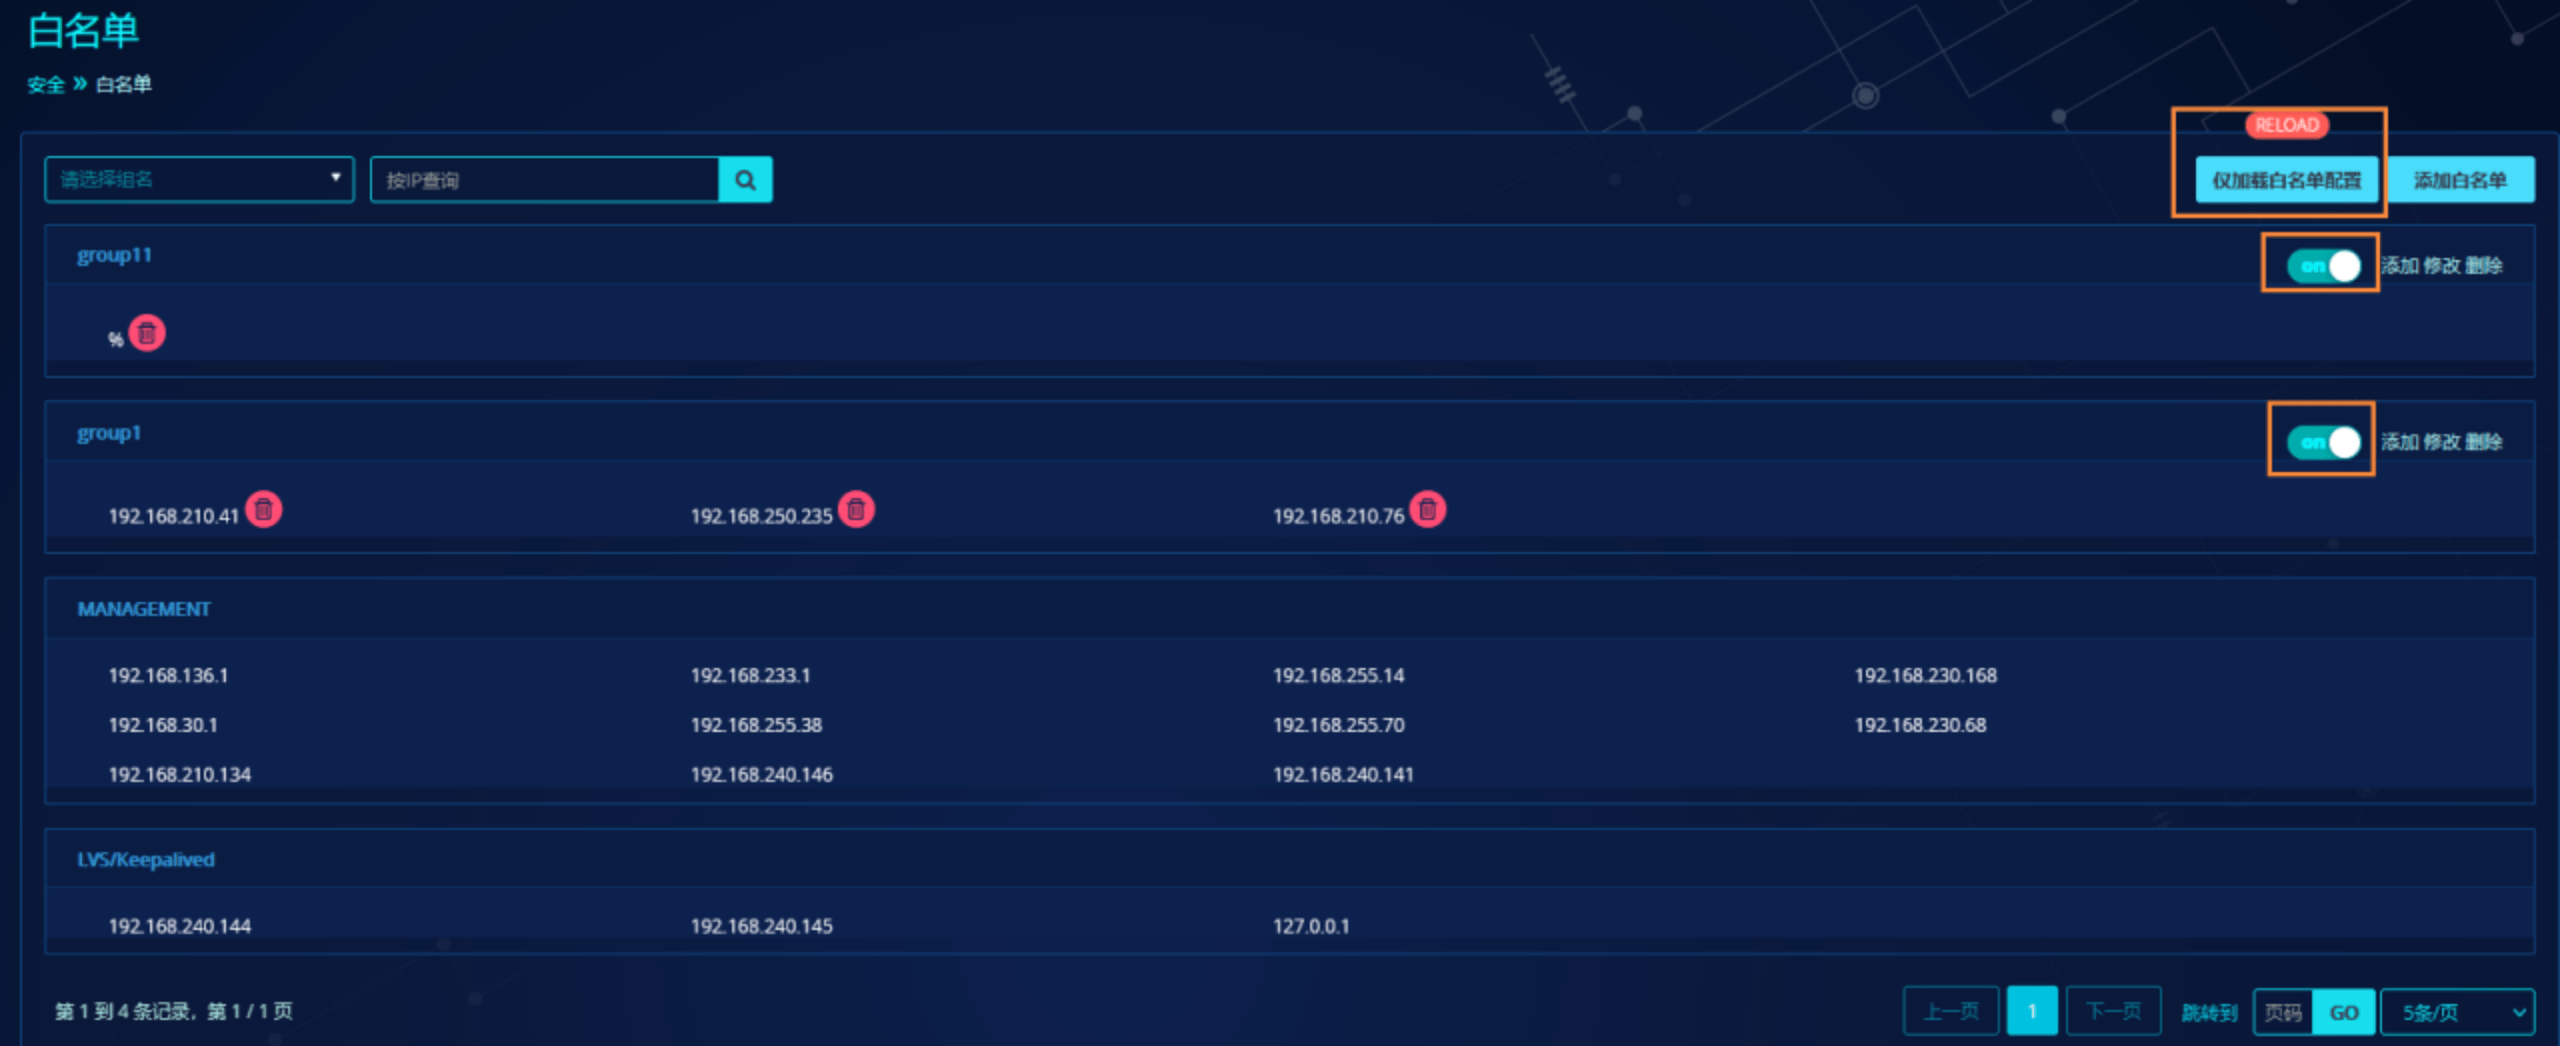 白名单
安全 » 白名单
RELOAD
请选择组名 按IP查询 仅加载白名单配置 添加白名单
group11 on 添加 修改 删除
%
group1 on 添加 修改 删除
192.168.210.41 192.168.250.235 192.168.210.76
MANAGEMENT
192.168.136.1 192.168.233.1 192.168.255.14 192.168.230.168
192.168.30.1 192.168.255.38 192.168.255.70 192.168.230.68
192.168.210.134 192.168.240.146 192.168.240.141
LVS/Keepalived
192.168.240.144 192.168.240.145 127.0.0.1
第 1 到 4 条记录，第 1 / 1 页 上一页 1 下一页 跳转到 页码 GO 5条/页